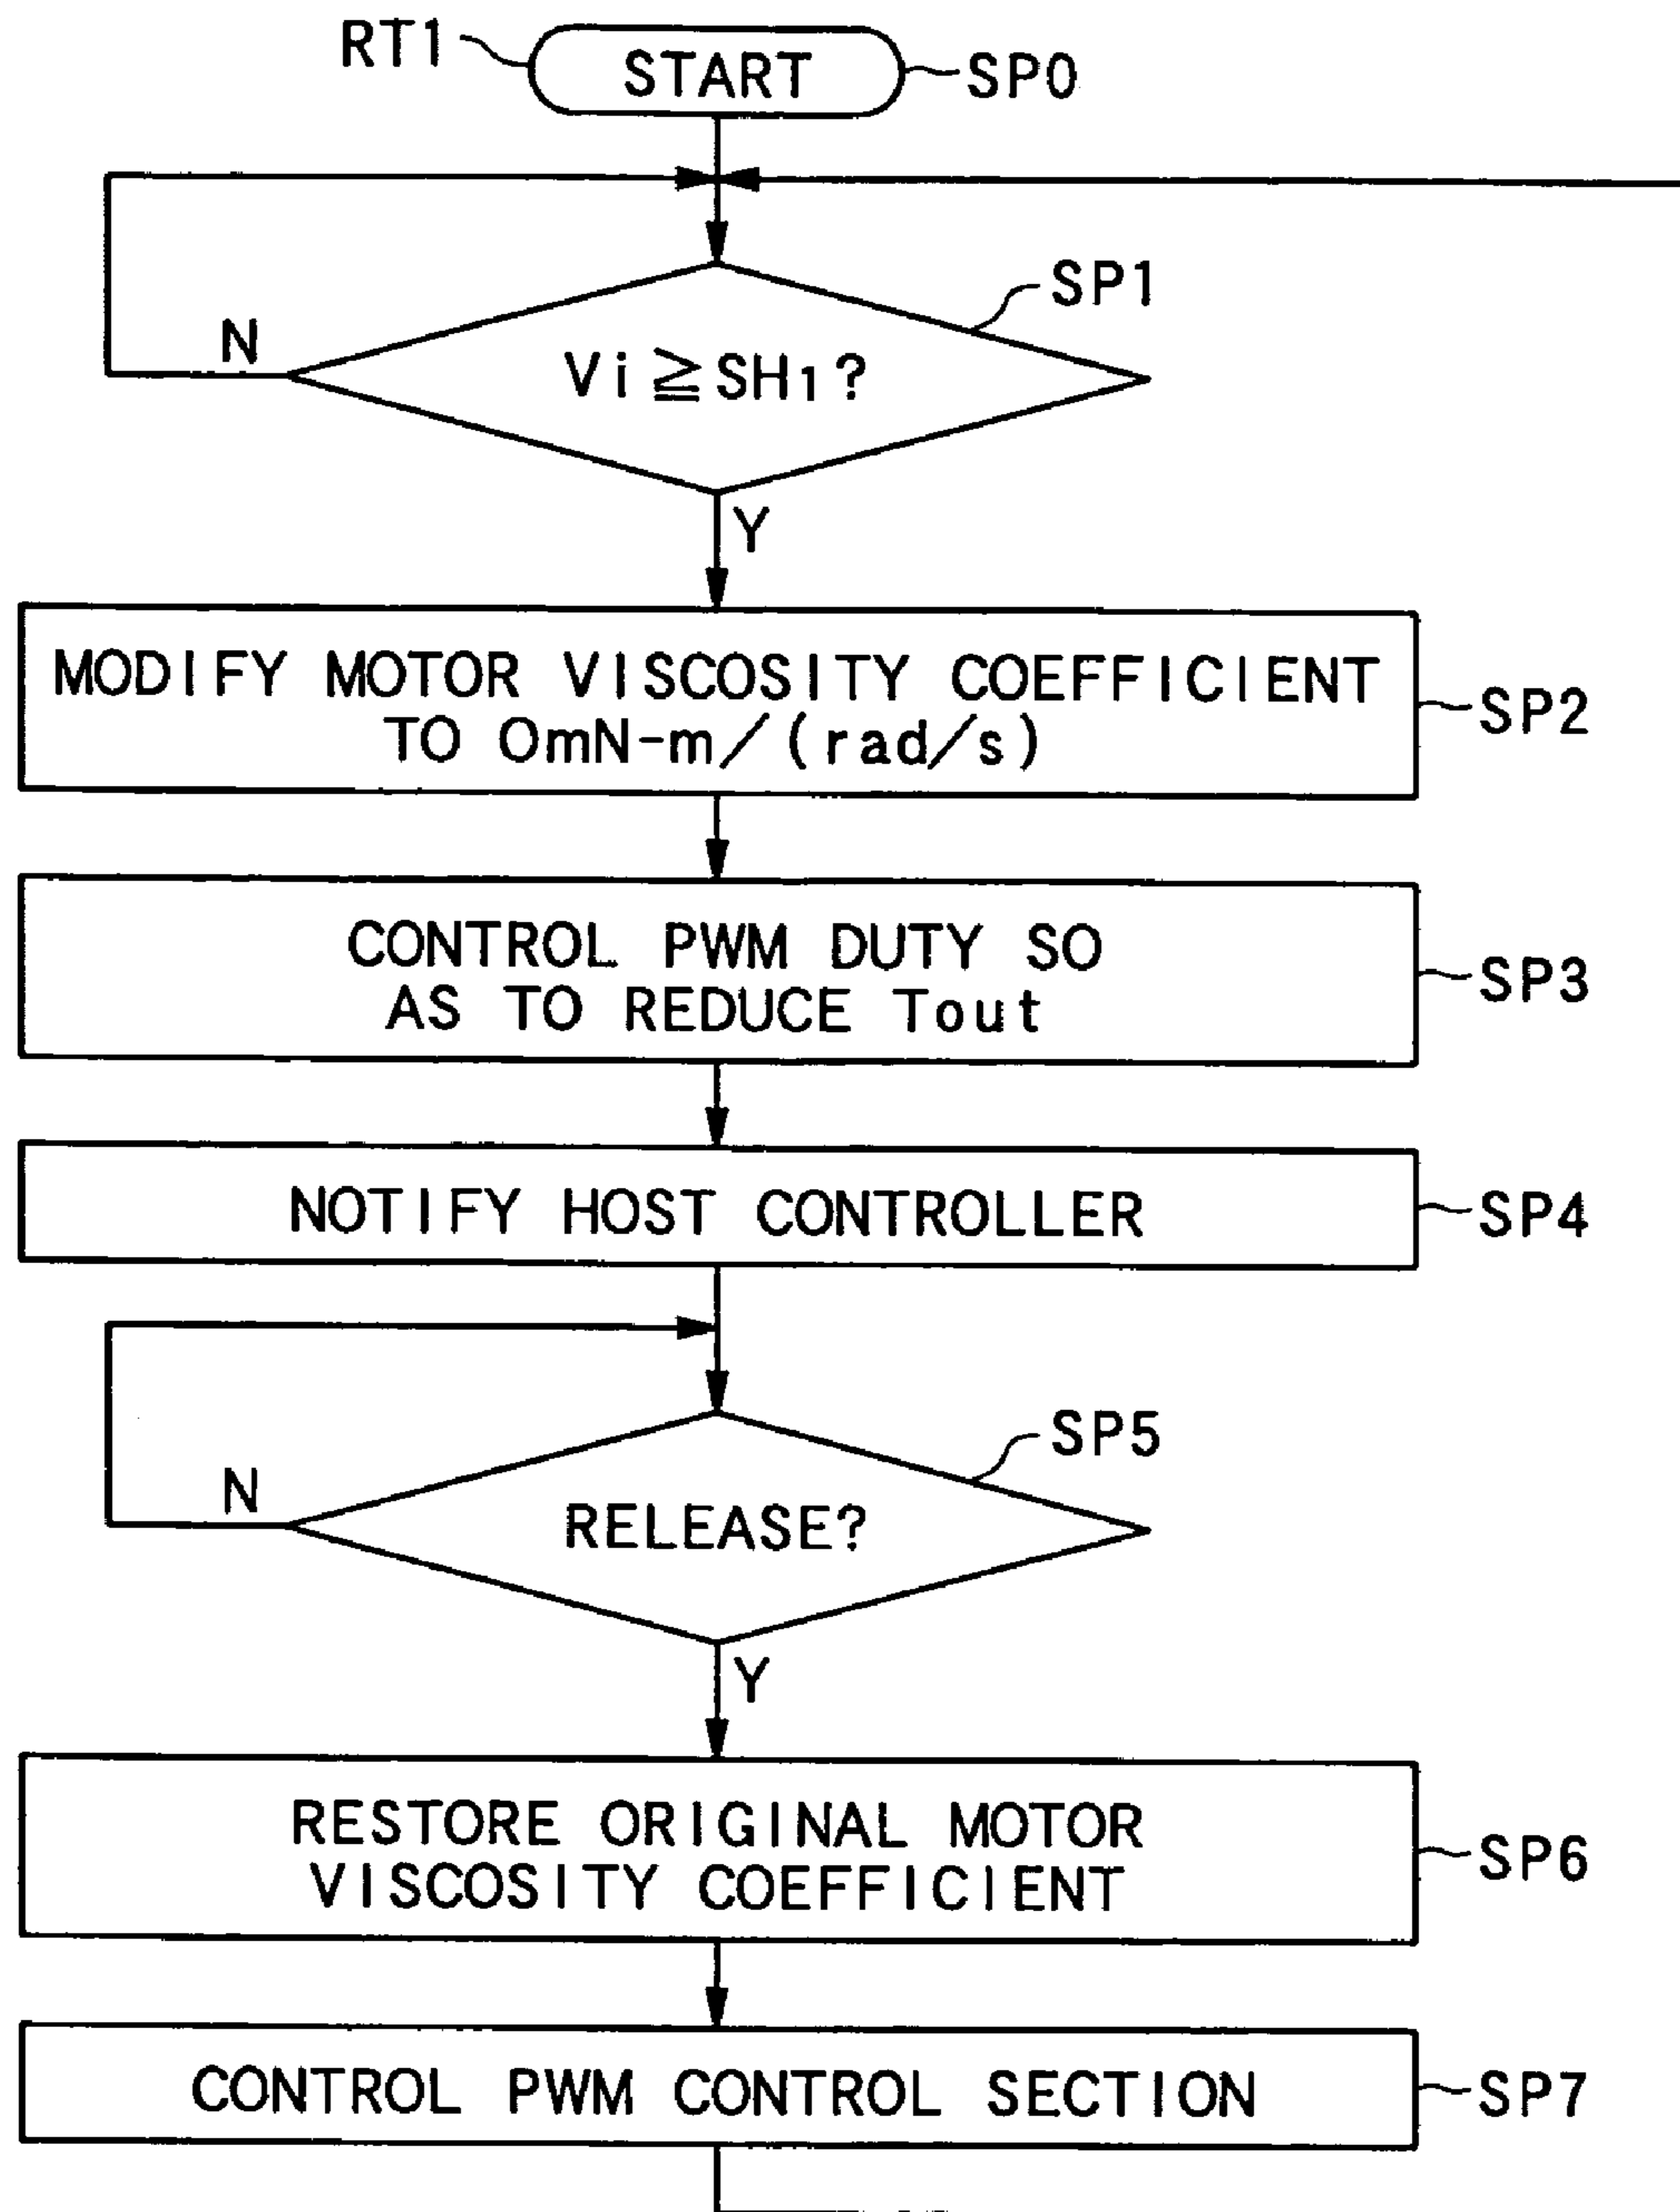 RT1
START
SP0
SP1
N
Vi ≧ SH1?
Y
MODIFY MOTOR VISCOSITY COEFFICIENT
TO 0mN-m/(rad/s)
SP2
CONTROL PWM DUTY SO
AS TO REDUCE Tout
SP3
NOTIFY HOST CONTROLLER
SP4
SP5
N
RELEASE?
Y
RESTORE ORIGINAL MOTOR
VISCOSITY COEFFICIENT
SP6
CONTROL PWM CONTROL SECTION
SP7